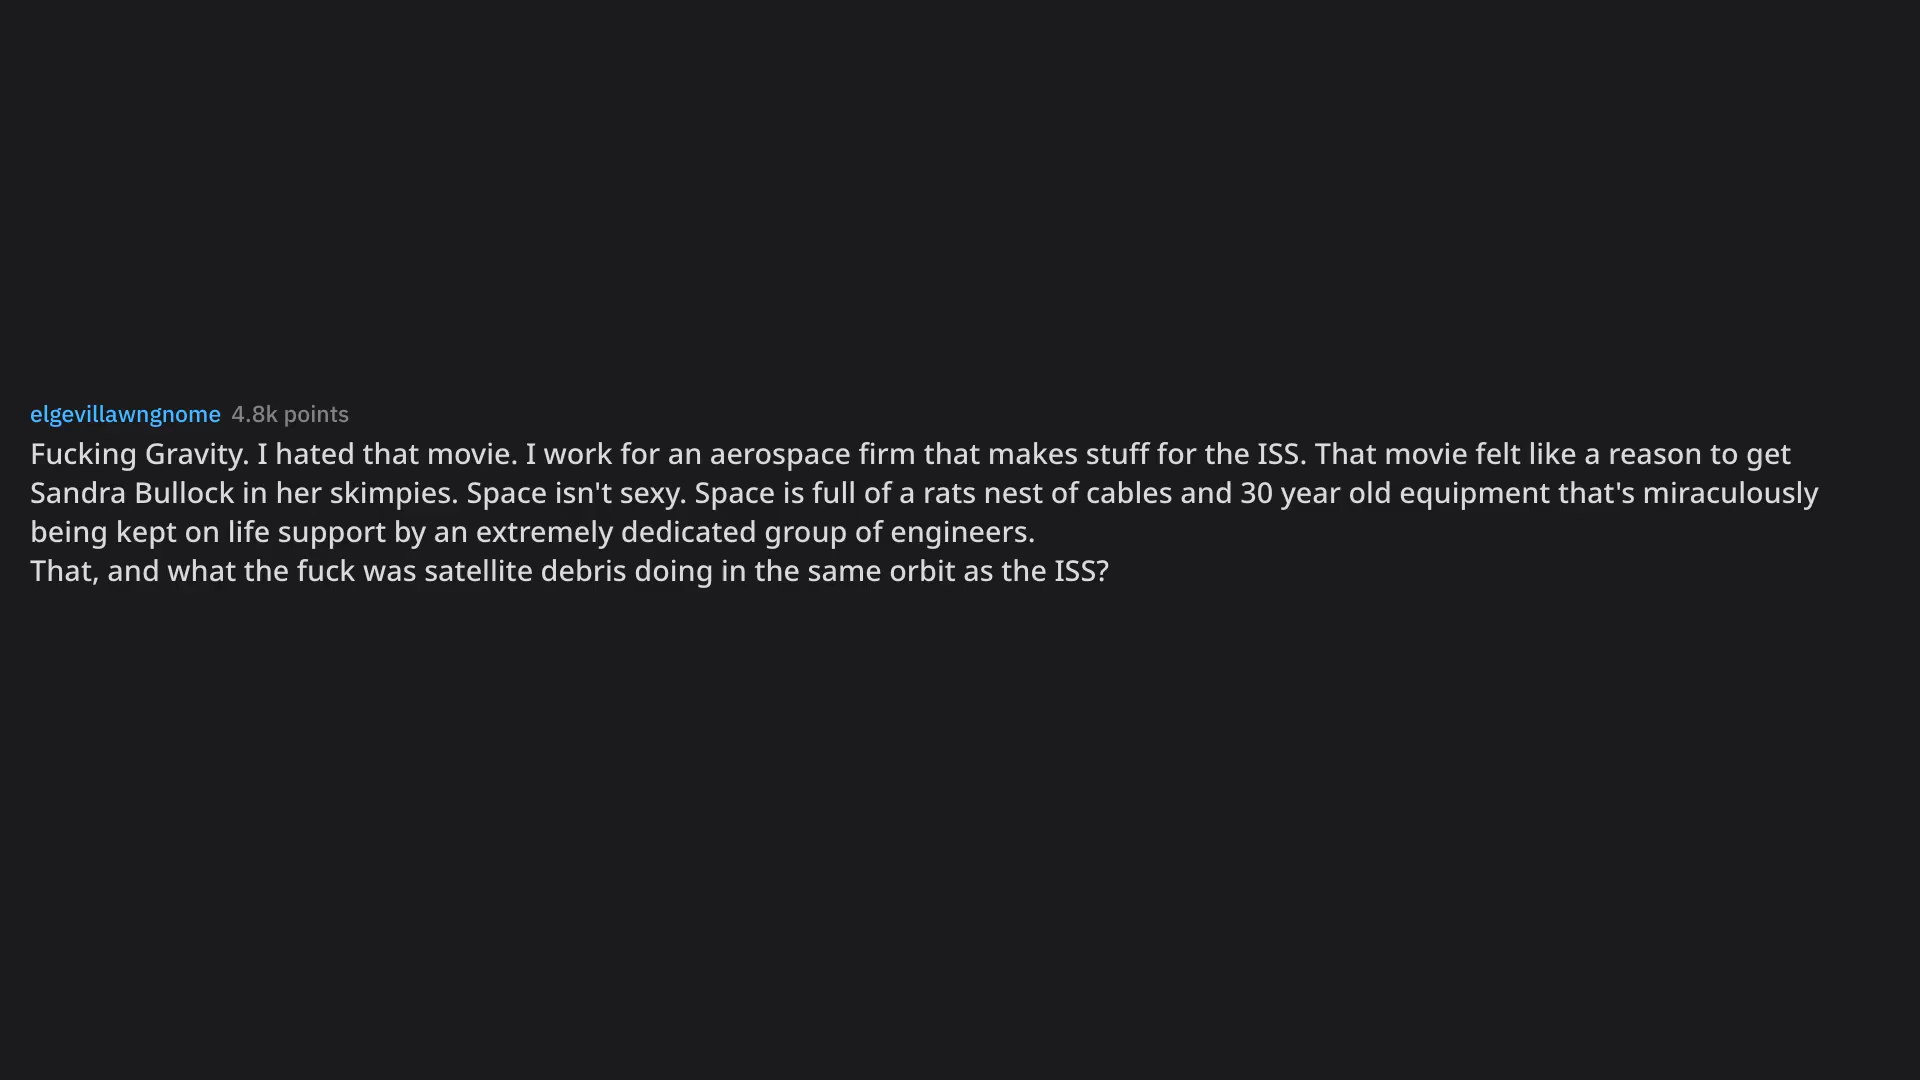 elgevillawngnome 4.8k points
Fucking Gravity. I hated that movie. I work for an aerospace firm that makes stuff for the ISS. That movie felt like a reason to get
Sandra Bullock in her skimpies. Space isn't sexy. Space is full of a rats nest of cables and 30 year old equipment that's miraculously
being kept on life support by an extremely dedicated group of engineers.
That, and what the fuck was satellite debris doing in the same orbit as the ISS?